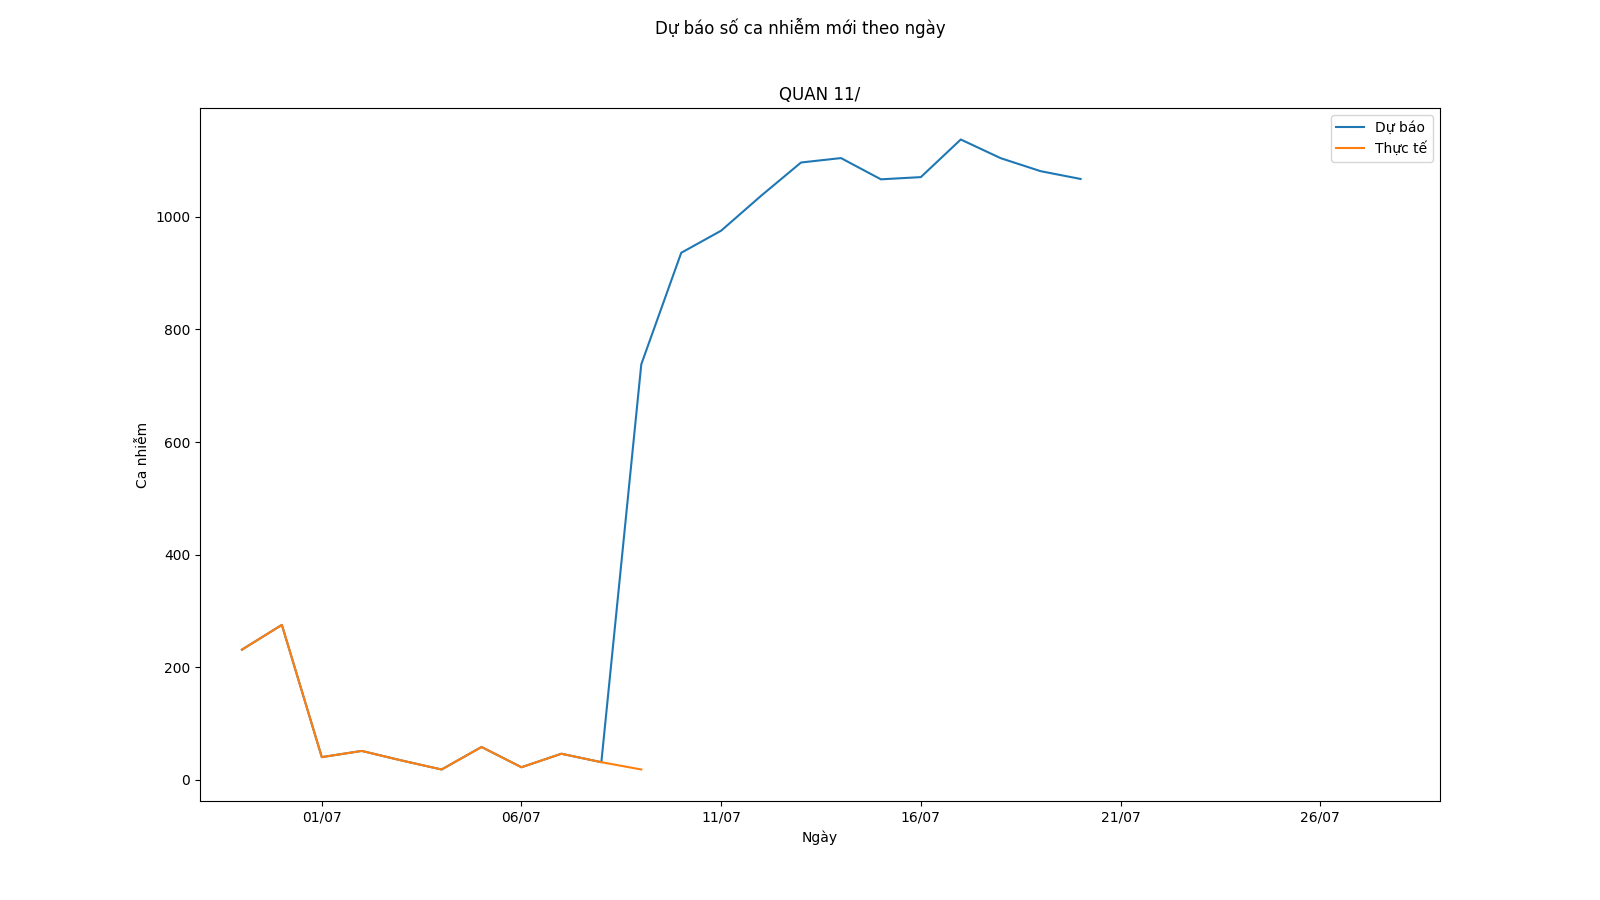 Dự báo số ca nhiễm mới theo ngày
QUAN 11/
Dự báo
Thực tế
1000
800
600
400
200
0
Ca nhiễm
01/07
06/07
11/07
16/07
21/07
26/07
Ngày